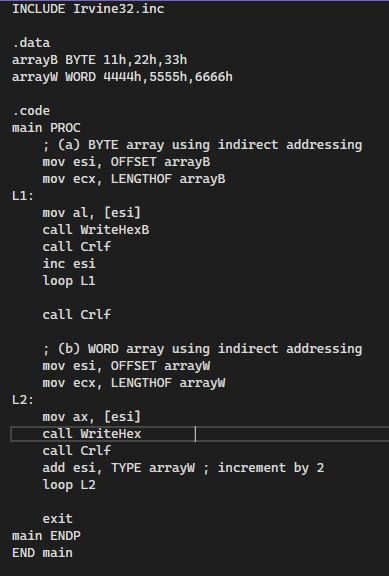 INCLUDE Irvine32.inc
.data
arrayB BYTE 11h,22h,33h
arrayW WORD 4444h,5555h,6666h
.code
main PROC
    ; (a) BYTE array using indirect addressing
    mov esi, OFFSET arrayB
    mov ecx, LENGTHOF arrayB
L1:
    mov al, [esi]
    call WriteHexB
    call Crlf
    inc esi
    loop L1
    call Crlf
    ; (b) WORD array using indirect addressing
    mov esi, OFFSET arrayW
    mov ecx, LENGTHOF arrayW
L2:
    mov ax, [esi]
    call WriteHex
    call Crlf
    add esi, TYPE arrayW ; increment by 2
    loop L2
    exit
main ENDP
END main